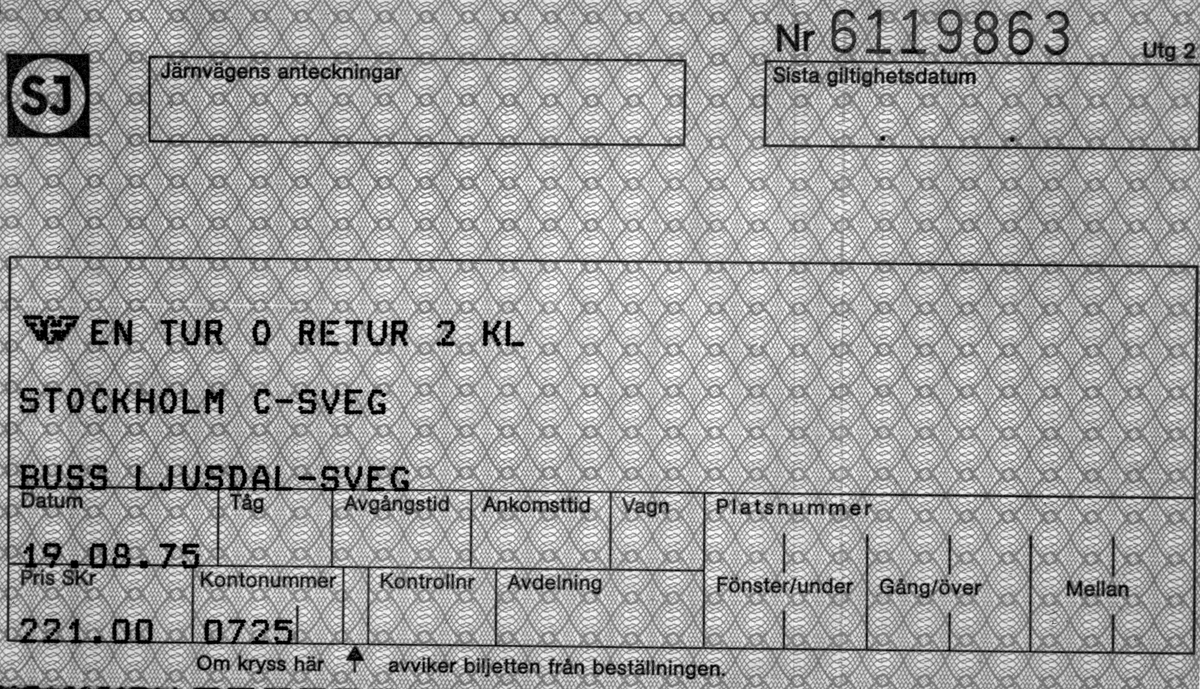 Nr 6119863 Utg 2
SJ Järnvägens anteckningar Sista giltighetsdatum
EN TUR O RETUR 2 KL
STOCKHOLM C-SVEG
BUSS LJUSDAL-SVEG
Datum Tåg Avgångstid Ankomsttid Vagn Platsnummer
19.08.75
Pris SKr Kontonummer Kontrollnr Avdelning Fönster/under Gång/över Mellan
221.00 0725
Om kryss här avviker biljetten från beställningen.